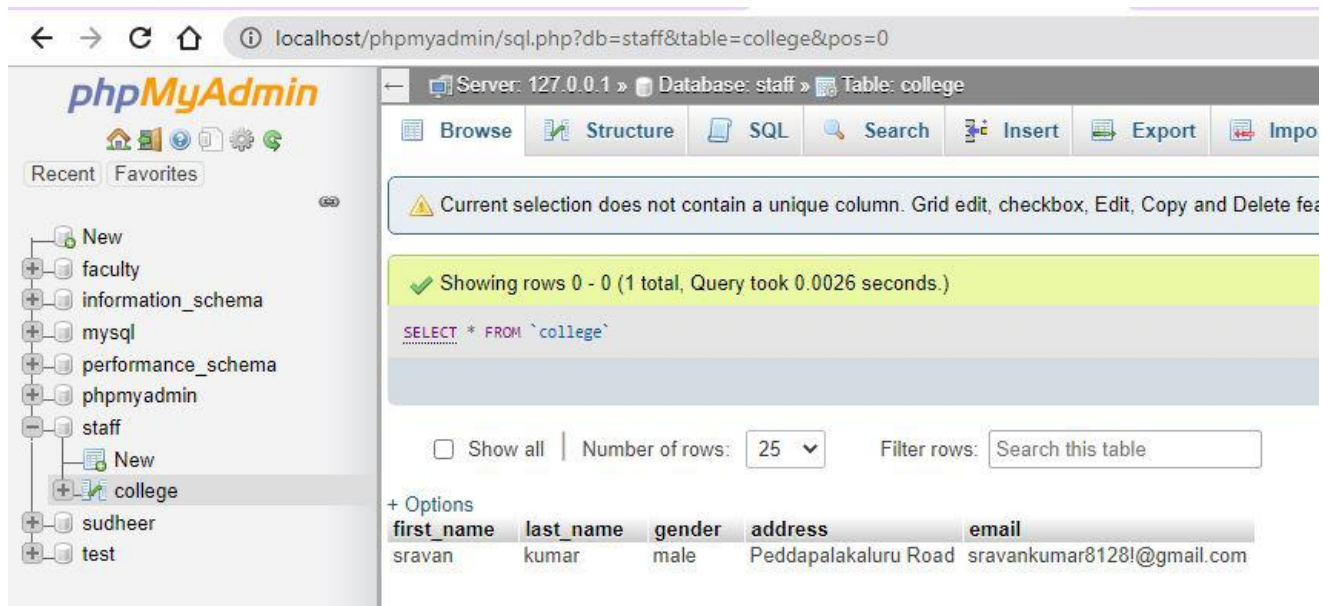 localhost/phpmyadmin/sql.php?db=staff&table=college&pos=0
phpMyAdmin
Recent Favorites
New
faculty
information_schema
mysql
performance_schema
phpmyadmin
staff
New
college
sudheer
test
Server: 127.0.0.1 » Database: staff » Table: college
Browse Structure SQL Search Insert Export Impo
Current selection does not contain a unique column. Grid edit, checkbox, Edit, Copy and Delete fea
Showing rows 0 - 0 (1 total, Query took 0.0026 seconds.)
SELECT * FROM `college`
Show all | Number of rows: 25 Filter rows: Search this table
+ Options
first_name last_name gender address email
sravan kumar male Peddapalakaluru Road sravankumar8128!@gmail.com